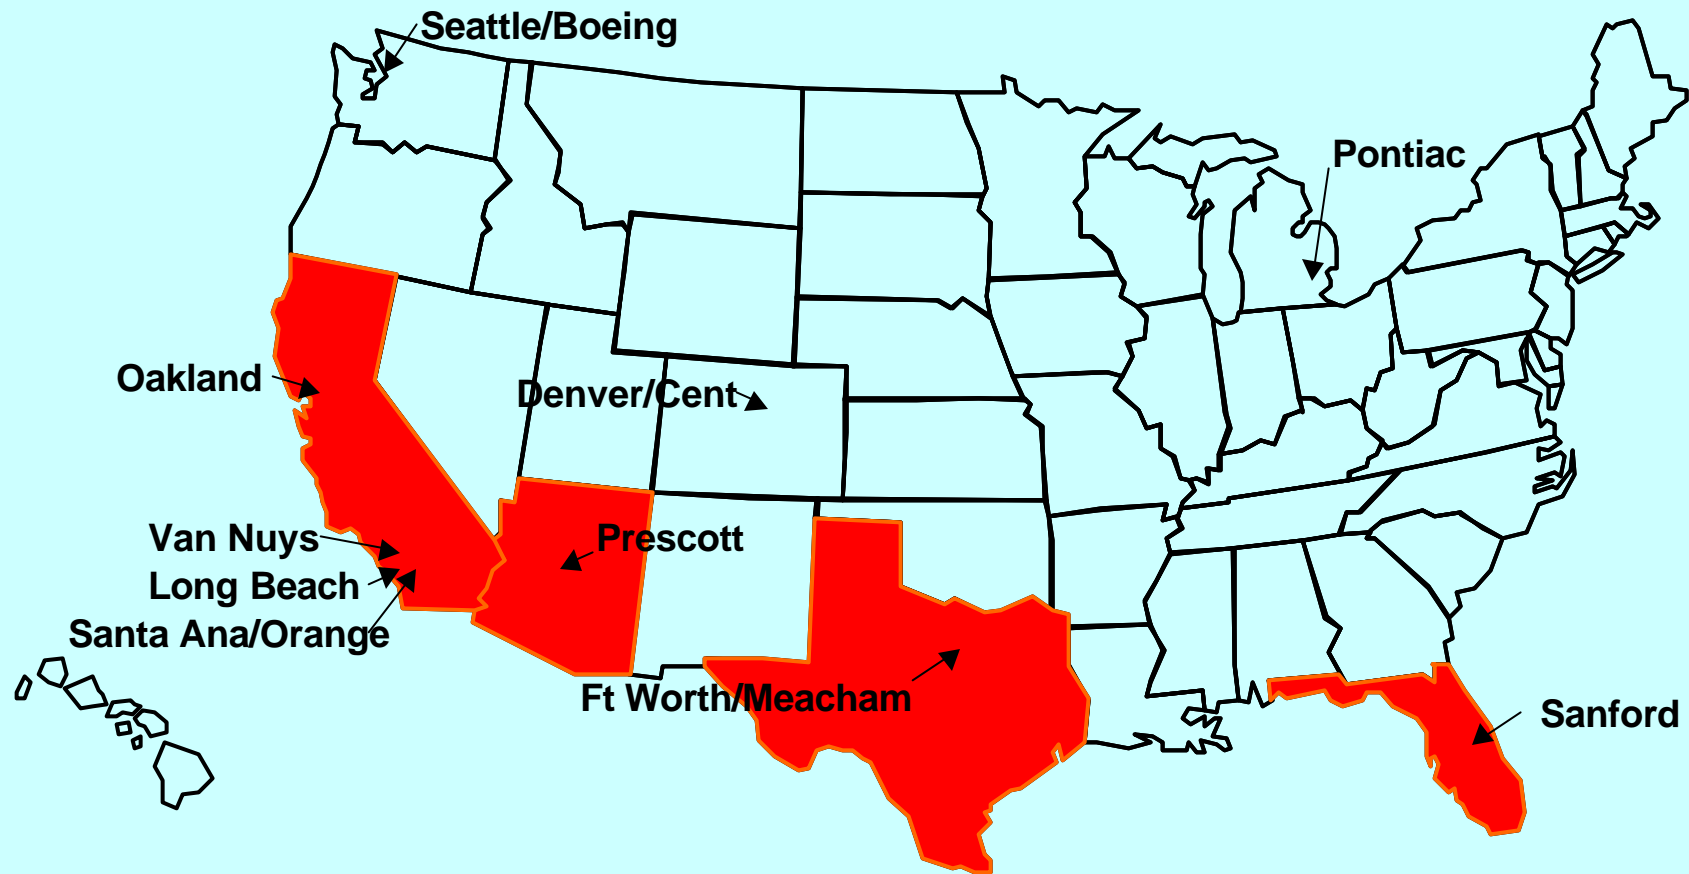 Seattle/Boeing
Pontiac
Oakland
Denver/Cent
Van Nuys
Prescott
Long Beach
Santa Ana/Orange
Ft Worth/Meacham
Sanford